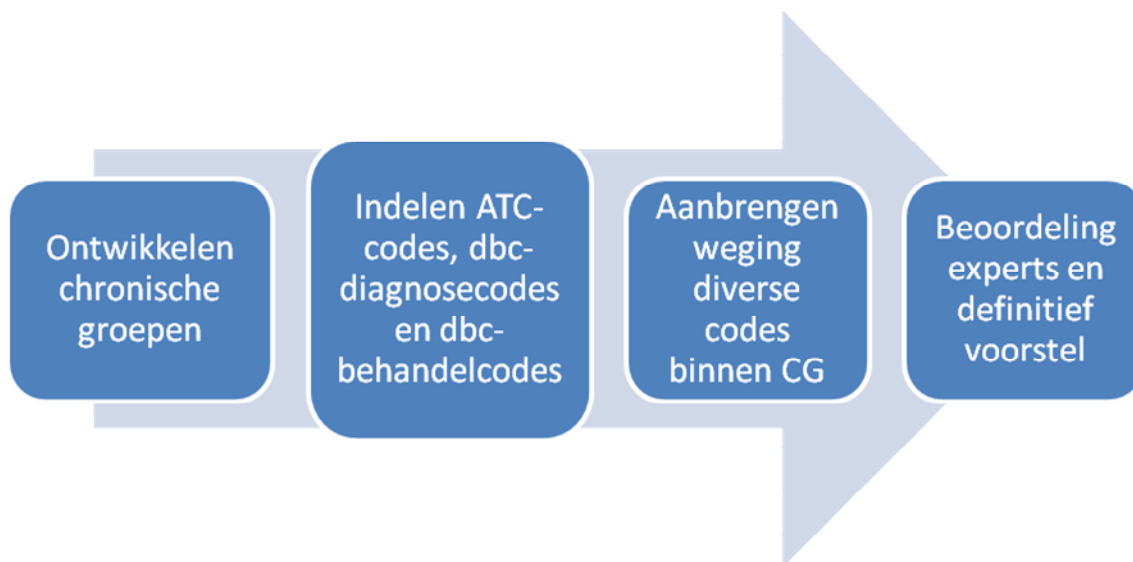 Ontwikkelen
chronische
groepen
Indelen ATC-
codes, dbc-
diagnosecodes
en dbc-
behandelcodes
Aanbrengen
weging
diverse
codes
binnen CG
Beoordeling
experts en
definitief
voorstel